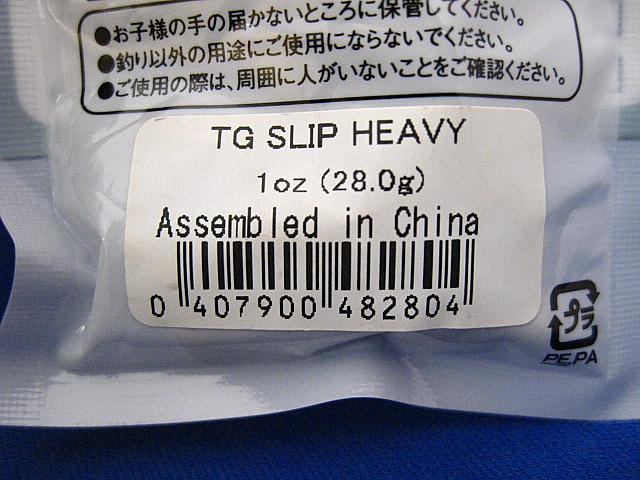 ●お子様の手の届かないところに保管してください。
●釣り以外の用途にご使用にならないでください。
●ご使用の際は、周囲に人がいないことをご確認ください。
TG SLIP HEAVY
1oz (28.0g)
Assembled in China
0 407900 482804
プラ
PE,PA